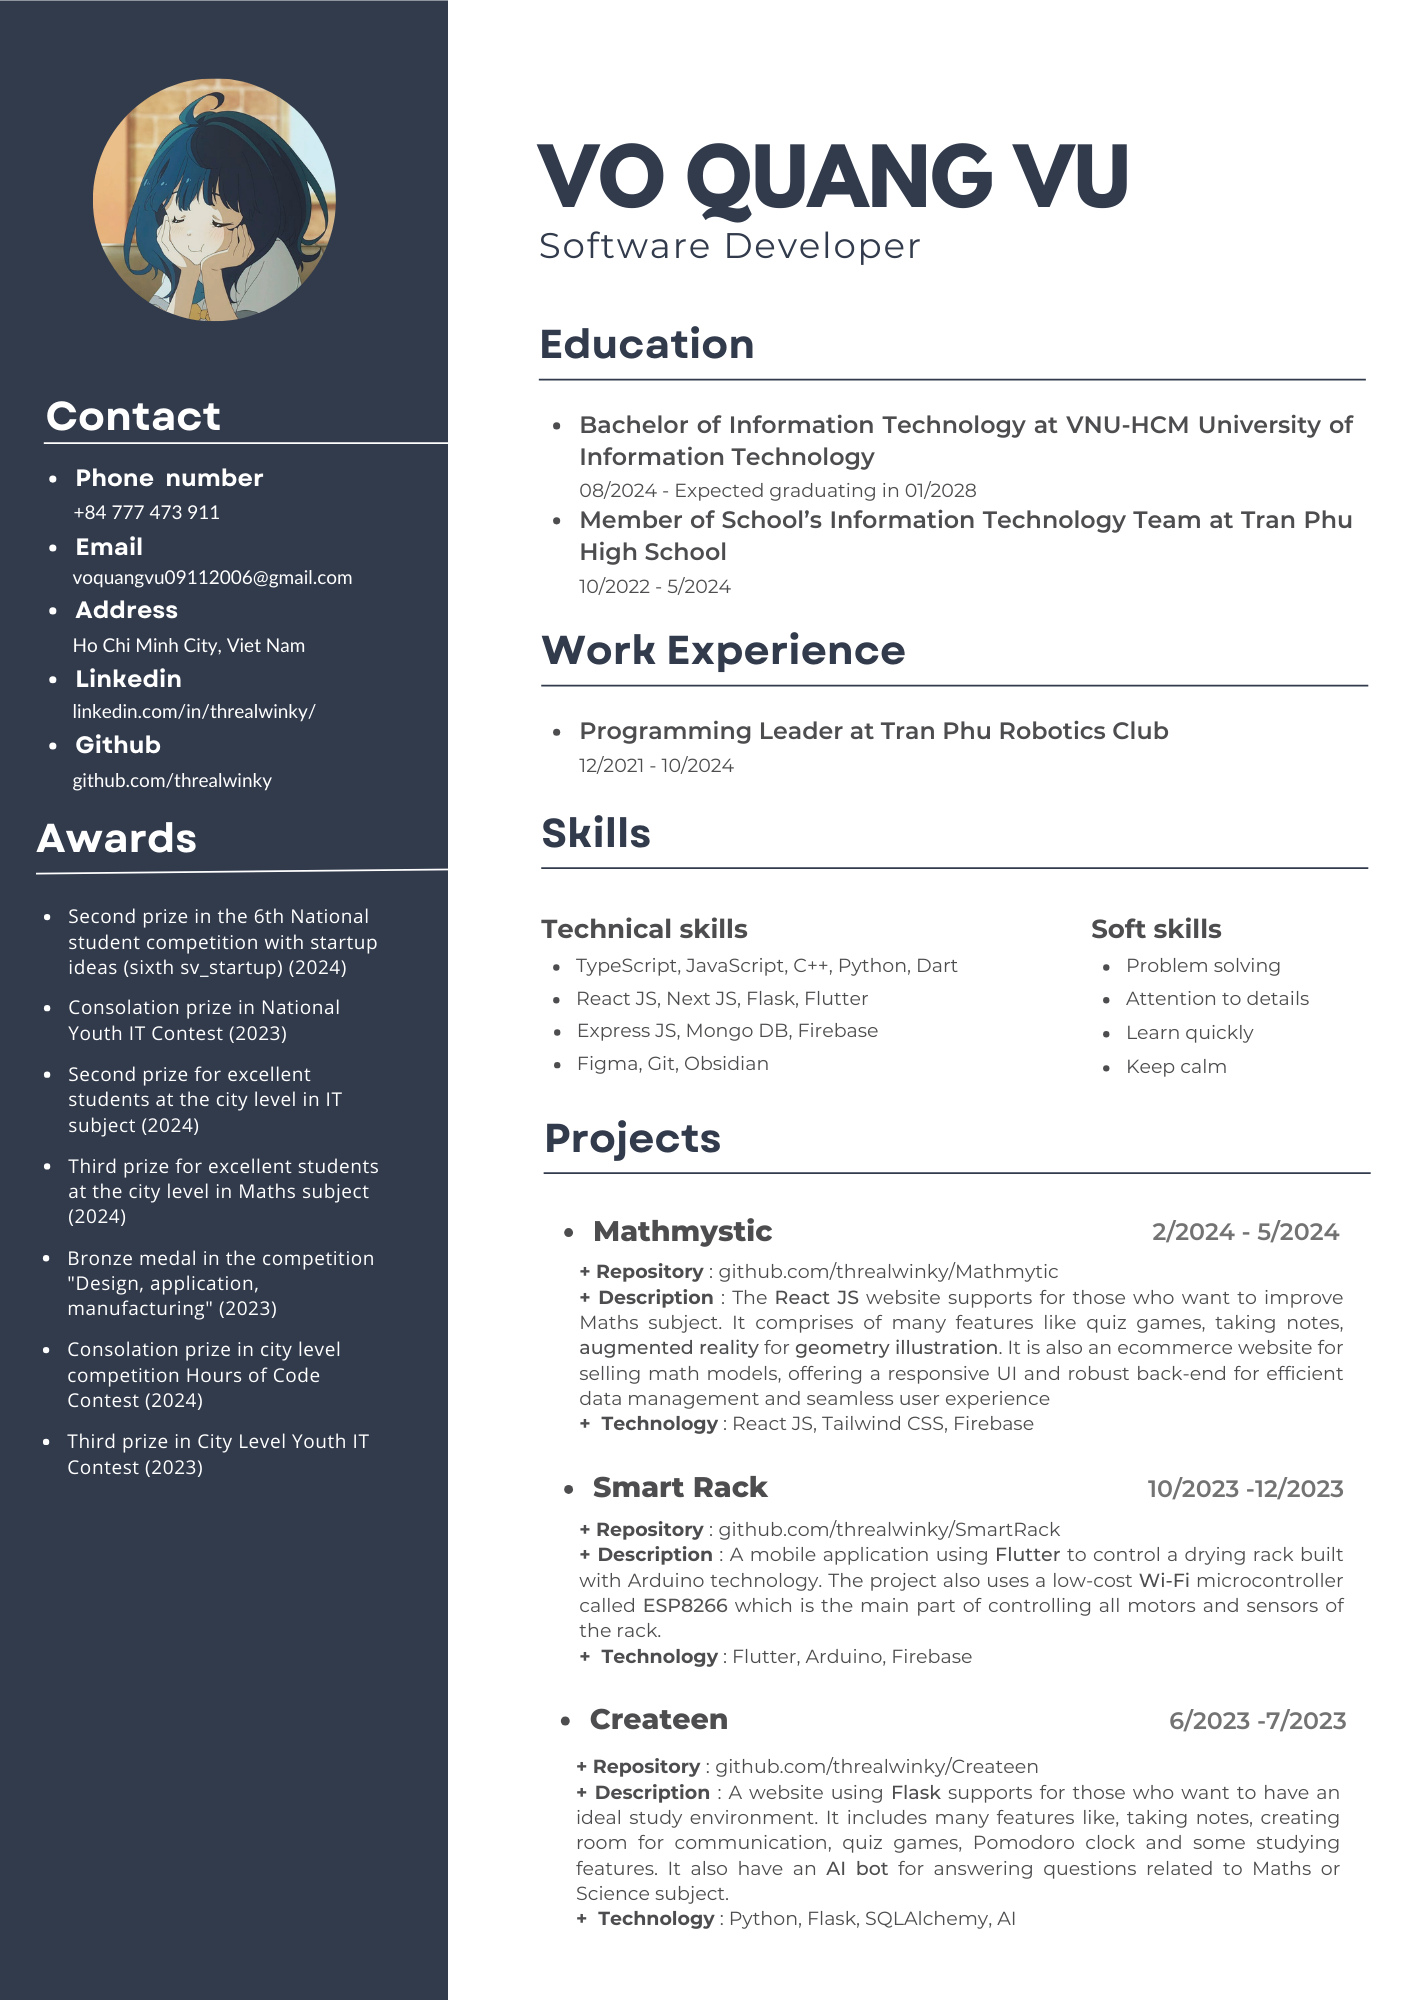 Contact
Phone number
+84 777 473 911
Email
voquangvu09112006@gmail.com
Address
Ho Chi Minh City, Viet Nam
Linkedin
linkedin.com/in/threalwinky/
Github
github.com/threalwinky
Awards
Second prize in the 6th National
student competition with startup
ideas (sixth sv_startup) (2024)
Consolation prize in National
Youth IT Contest (2023)
Second prize for excellent
students at the city level in IT
subject (2024)
Third prize for excellent students
at the city level in Maths subject
(2024)
Bronze medal in the competition
"Design, application,
manufacturing" (2023)
Consolation prize in city level
competition Hours of Code
Contest (2024)
Third prize in City Level Youth IT
Contest (2023)
VO QUANG VU
Software Developer
Education
Bachelor of Information Technology at VNU-HCM University of
Information Technology
08/2024 - Expected graduating in 01/2028
Member of School’s Information Technology Team at Tran Phu
High School
10/2022 - 5/2024
Work Experience
Programming Leader at Tran Phu Robotics Club
12/2021 - 10/2024
Skills
Technical skills
TypeScript, JavaScript, C++, Python, Dart
React JS, Next JS, Flask, Flutter
Express JS, Mongo DB, Firebase
Figma, Git, Obsidian
Soft skills
Problem solving
Attention to details
Learn quickly
Keep calm
Projects
Mathmystic 2/2024 - 5/2024
+ Repository : github.com/threalwinky/Mathmytic
+ Description : The React JS website supports for those who want to improve
Maths subject. It comprises of many features like quiz games, taking notes,
augmented reality for geometry illustration. It is also an ecommerce website for
selling math models, offering a responsive UI and robust back-end for efficient
data management and seamless user experience
+ Technology : React JS, Tailwind CSS, Firebase
Smart Rack 10/2023 -12/2023
+ Repository : github.com/threalwinky/SmartRack
+ Description : A mobile application using Flutter to control a drying rack built
with Arduino technology. The project also uses a low-cost Wi-Fi microcontroller
called ESP8266 which is the main part of controlling all motors and sensors of
the rack.
+ Technology : Flutter, Arduino, Firebase
Createen 6/2023 -7/2023
+ Repository : github.com/threalwinky/Createen
+ Description : A website using Flask supports for those who want to have an
ideal study environment. It includes many features like, taking notes, creating
room for communication, quiz games, Pomodoro clock and some studying
features. It also have an AI bot for answering questions related to Maths or
Science subject.
+ Technology : Python, Flask, SQLAlchemy, AI